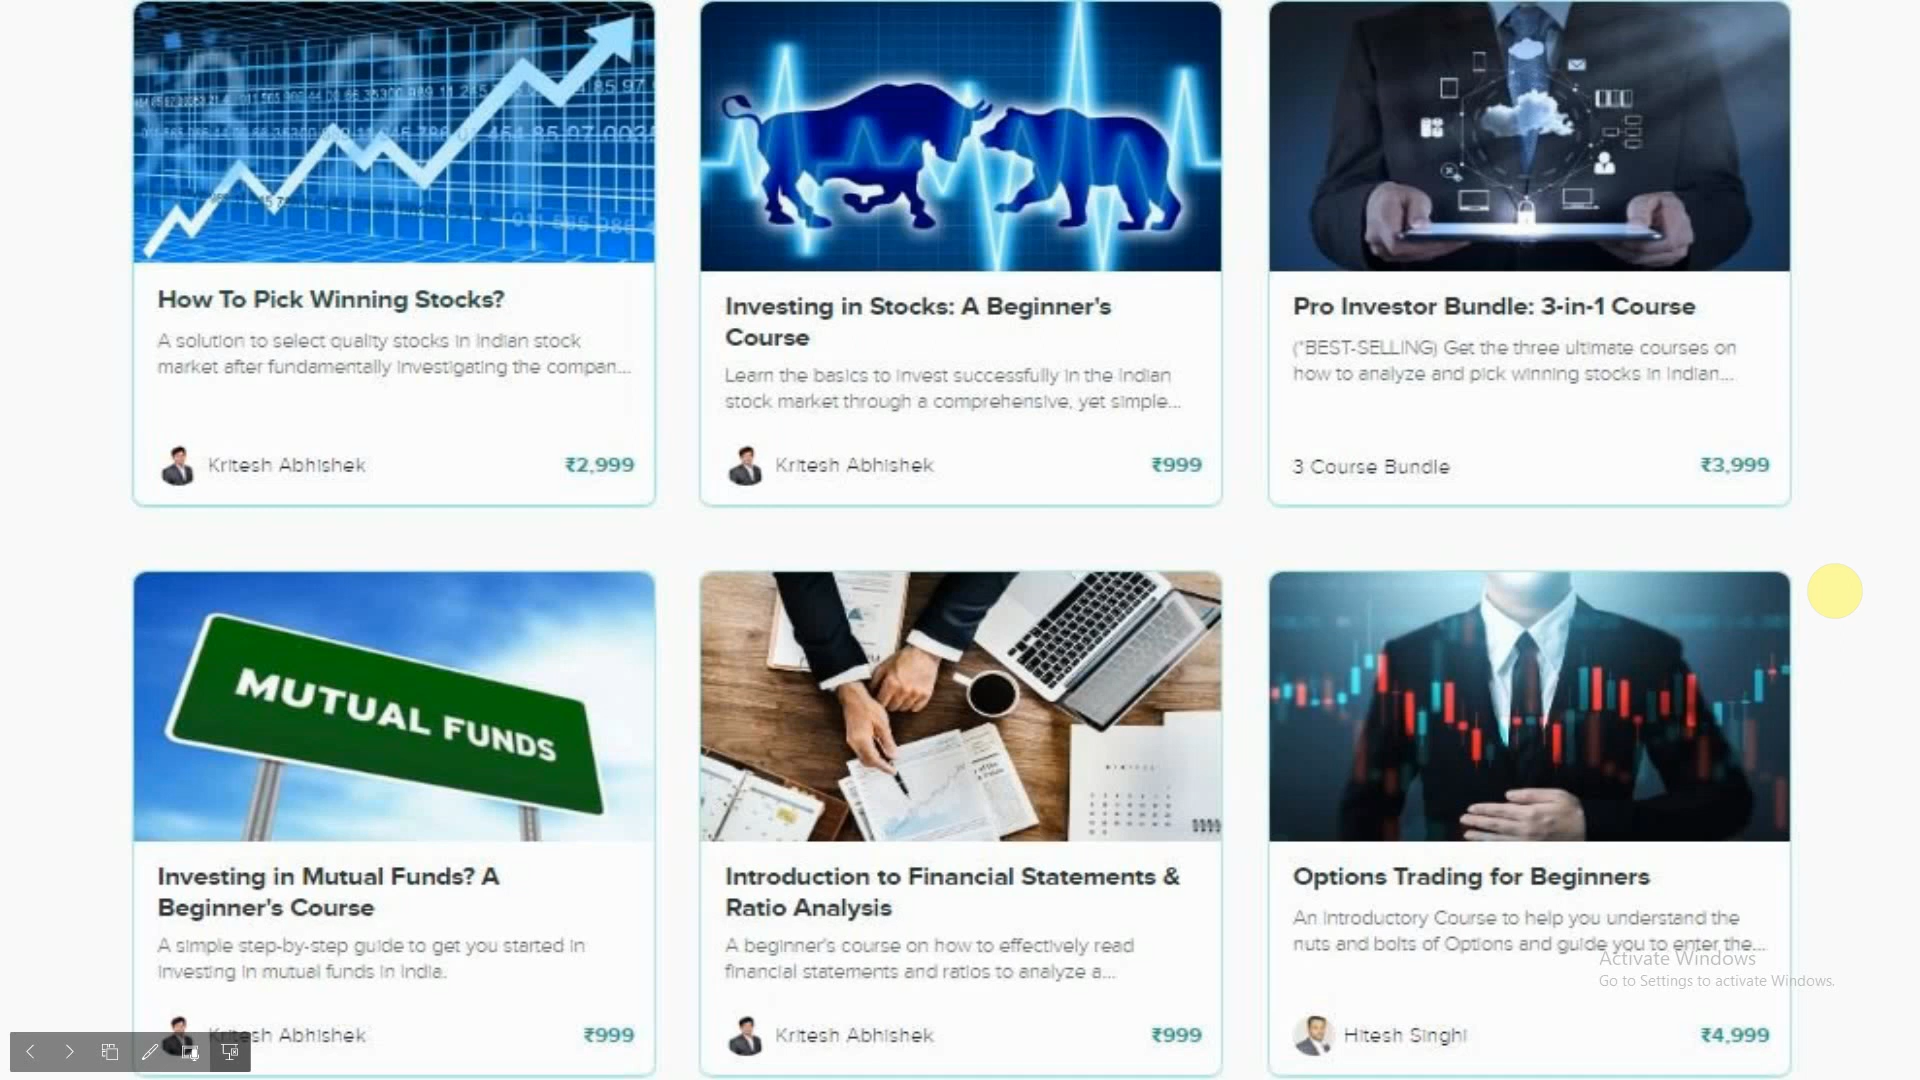 How To Pick Winning Stocks?
A solution to select quality stocks in Indian stock
market after fundamentally investigating the compan...
Kritesh Abhishek
₹2,999
Investing in Stocks: A Beginner's
Course
Learn the basics to invest successfully in the Indian
stock market through a comprehensive, yet simple...
Kritesh Abhishek
₹999
Pro Investor Bundle: 3-in-1 Course
(*BEST-SELLING) Get the three ultimate courses on
how to analyze and pick winning stocks in Indian...
3 Course Bundle
₹3,999
MUTUAL FUNDS
Investing in Mutual Funds? A
Beginner's Course
A simple step-by-step guide to get you started in
investing in mutual funds in India.
Kritesh Abhishek
₹999
Introduction to Financial Statements &
Ratio Analysis
A beginner's course on how to effectively read
financial statements and ratios to analyze a...
Kritesh Abhishek
₹999
Options Trading for Beginners
An Introductory Course to help you understand the
nuts and bolts of Options and guide you to enter the...
Hitesh Singhi
₹4,999
Activate Windows
Go to Settings to activate Windows.